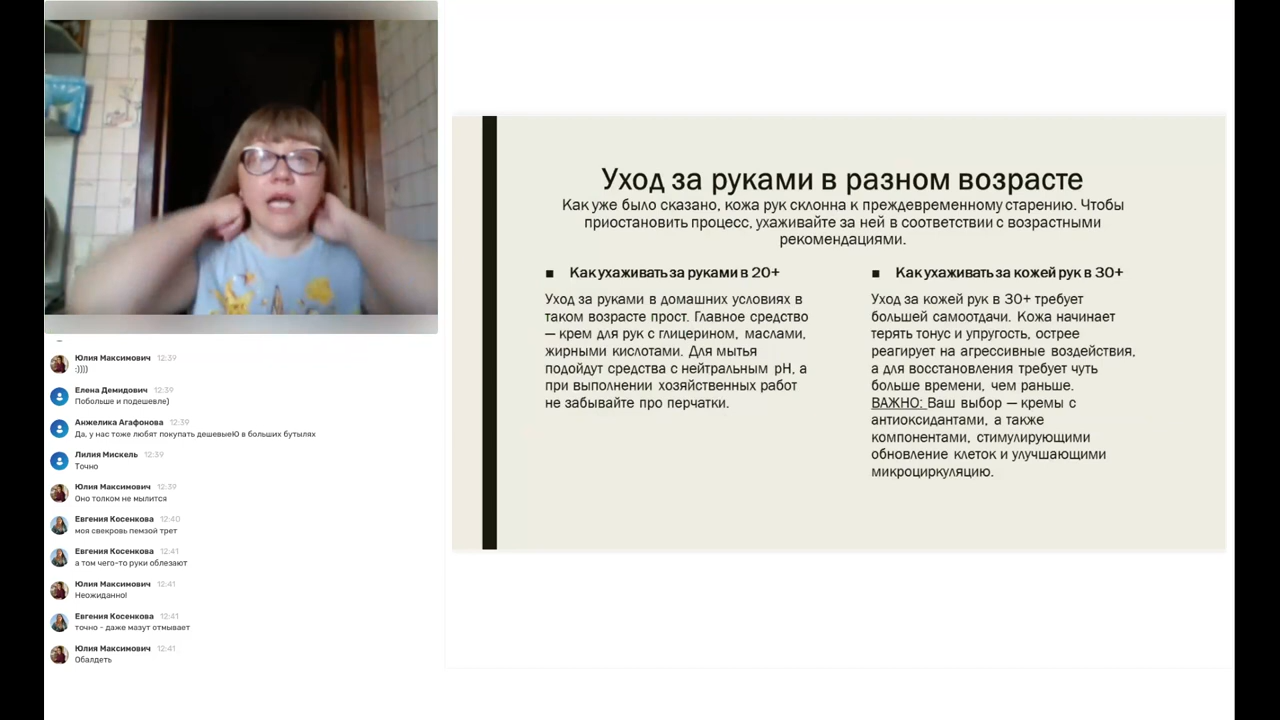 Юлия Максимович 12:39
:))))
Елена Демидович 12:39
Побольше и подешевле)
Анжелика Агафонова 12:39
Да, у нас тоже любят покупать дешевыеЮ в больших бутылях
Лилия Мискель 12:39
Точно
Юлия Максимович 12:39
Оно толком не мылится
Евгения Косенкова 12:40
моя свекровь пемзой трет
Евгения Косенкова 12:41
а том чего-то руки облезают
Юлия Максимович 12:41
Неожиданно!
Евгения Косенкова 12:41
точно - даже мазут отмывает
Юлия Максимович 12:41
Обалдеть
Уход за руками в разном возрасте
Как уже было сказано, кожа рук склонна к преждевременному старению. Чтобы
приостановить процесс, ухаживайте за ней в соответствии с возрастными
рекомендациями.
■ Как ухаживать за руками в 20+
Уход за руками в домашних условиях в
таком возрасте прост. Главное средство
— крем для рук с глицерином, маслами,
жирными кислотами. Для мытья
подойдут средства с нейтральным pH, а
при выполнении хозяйственных работ
не забывайте про перчатки.
■ Как ухаживать за кожей рук в 30+
Уход за кожей рук в 30+ требует
большей самоотдачи. Кожа начинает
терять тонус и упругость, острее
реагирует на агрессивные воздействия,
а для восстановления требует чуть
больше времени, чем раньше.
ВАЖНО: Ваш выбор — кремы с
антиоксидантами, а также
компонентами, стимулирующими
обновление клеток и улучшающими
микроциркуляцию.